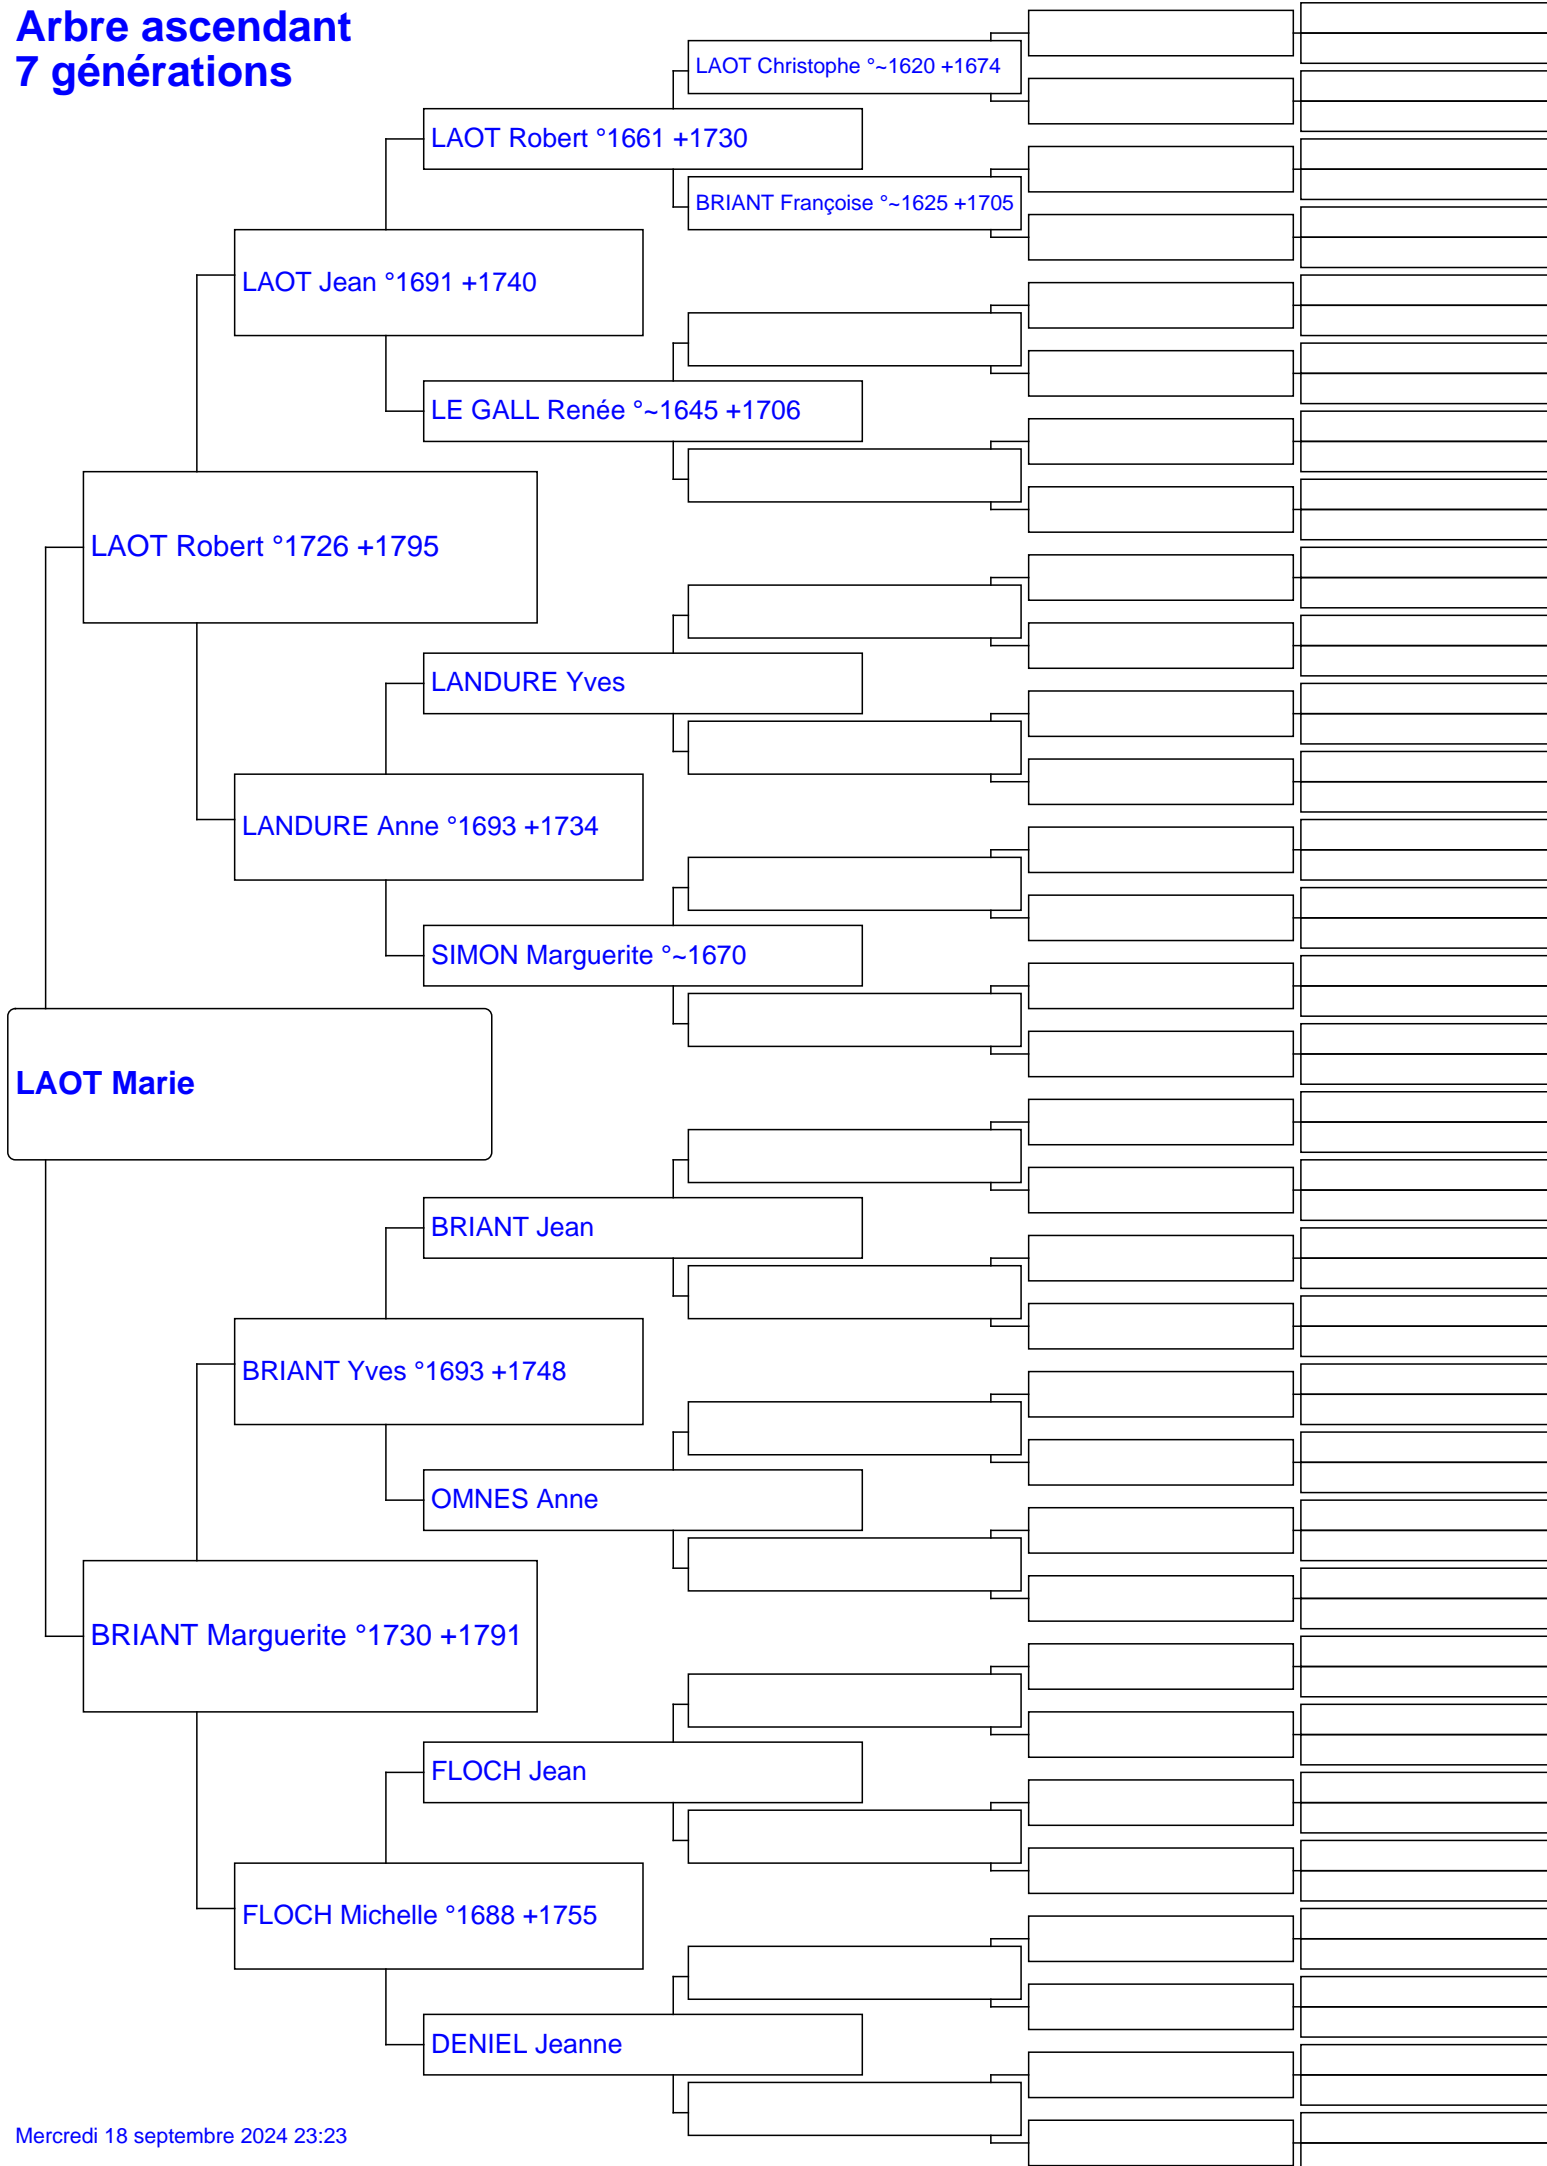 Arbre ascendant
7 générations
LAOT Christophe °~1620 +1674
LAOT Robert °1661 +1730
BRIANT Françoise °~1625 +1705
LAOT Jean °1691 +1740
LE GALL Renée °~1645 +1706
LAOT Robert °1726 +1795
LANDURE Yves
LANDURE Anne °1693 +1734
SIMON Marguerite °~1670
LAOT Marie
BRIANT Jean
BRIANT Yves °1693 +1748
OMNES Anne
BRIANT Marguerite °1730 +1791
FLOCH Jean
FLOCH Michelle °1688 +1755
DENIEL Jeanne
Mercredi 18 septembre 2024 23:23